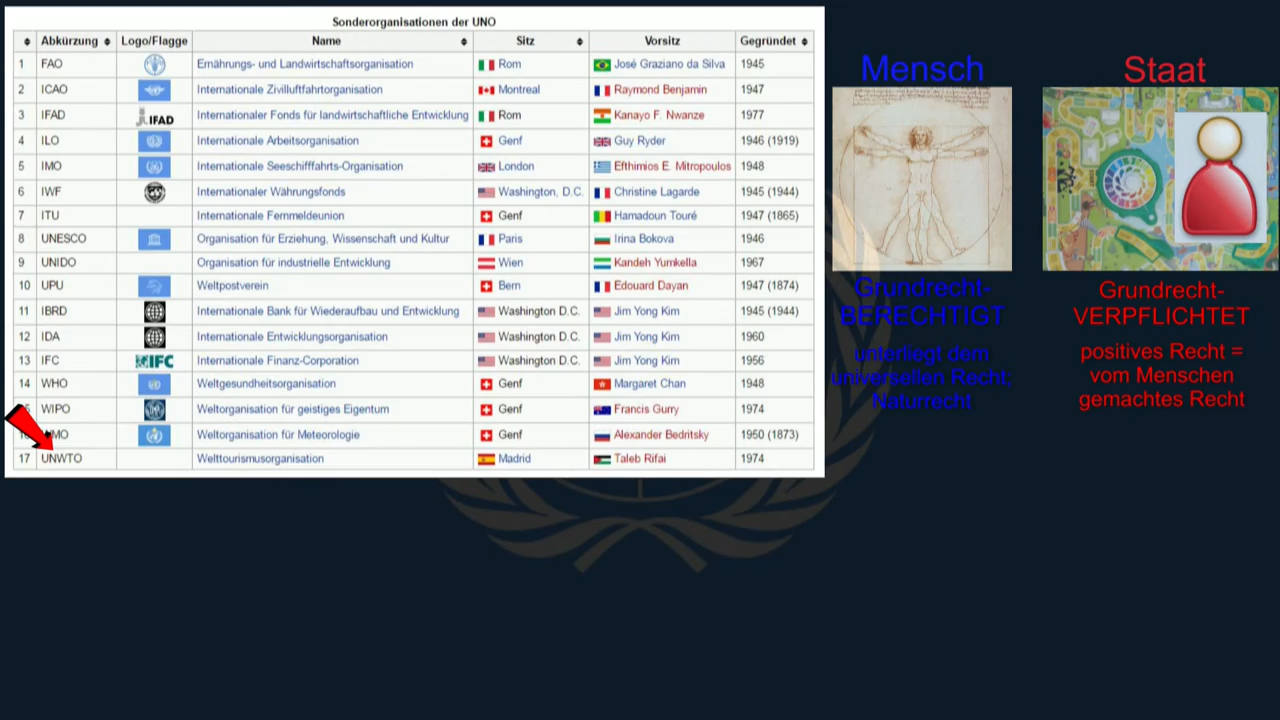 Sonderorganisationen der UNO
Abkürzung Logo/Flagge Name Sitz Vorsitz Gegründet
1 FAO Ernährungs- und Landwirtschaftsorganisation Rom José Graziano da Silva 1945
2 ICAO Internationale Zivilluftfahrtorganisation Montreal Raymond Benjamin 1947
3 IFAD IFAD Internationaler Fonds für landwirtschaftliche Entwicklung Rom Kanayo F. Nwanze 1977
4 ILO Internationale Arbeitsorganisation Genf Guy Ryder 1946 (1919)
5 IMO Internationale Seeschifffahrts-Organisation London Efthimios E. Mitropoulos 1948
6 IWF Internationaler Währungsfonds Washington, D.C. Christine Lagarde 1945 (1944)
7 ITU Internationale Fernmeldeunion Genf Hamadoun Touré 1947 (1865)
8 UNESCO Organisation für Erziehung, Wissenschaft und Kultur Paris Irina Bokova 1946
9 UNIDO Organisation für industrielle Entwicklung Wien Kandeh Yumkella 1967
10 UPU Weltpostverein Bern Edouard Dayan 1947 (1874)
11 IBRD Internationale Bank für Wiederaufbau und Entwicklung Washington D.C. Jim Yong Kim 1945 (1944)
12 IDA Internationale Entwicklungsorganisation Washington D.C. Jim Yong Kim 1960
13 IFC IFC Internationale Finanz-Corporation Washington D.C. Jim Yong Kim 1956
14 WHO Weltgesundheitsorganisation Genf Margaret Chan 1948
WIPO Weltorganisation für geistiges Eigentum Genf Francis Gurry 1974
Weltorganisation für Meteorologie Genf Alexander Bedritsky 1950 (1873)
17 UNWTO Welttourismusorganisation Madrid Taleb Rifai 1974
Mensch
Grundrecht-
BERECHTIGT
unterliegt dem
universellen Recht;
Naturrecht
Staat
Grundrecht-
VERPFLICHTET
positives Recht =
vom Menschen
gemachtes Recht